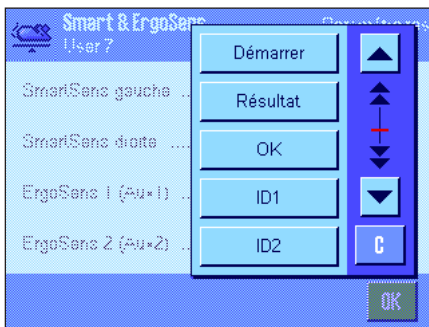 Smart & ErgoSens
User 7
SmartSens gauche ..
SmartSens droite ....
ErgoSens 1 (Aux1) ..
ErgoSens 2 (Aux2) ..
Démarrer
Résultat
OK
ID1
ID2
C
OK